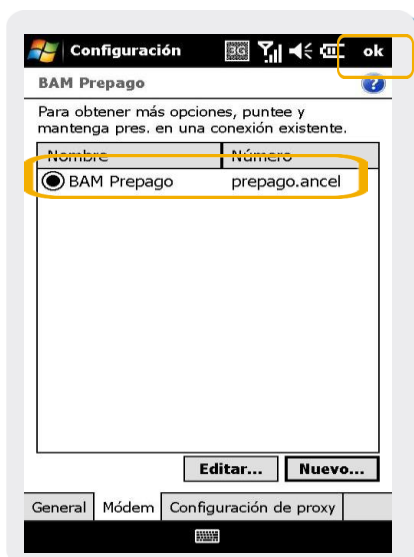 Configuración 3G ok
BAM Prepago
Para obtener más opciones, puntee y
mantenga pres. en una conexión existente.
Nombre Número
BAM Prepago prepago.ancel
Editar... Nuevo...
General Módem Configuración de proxy